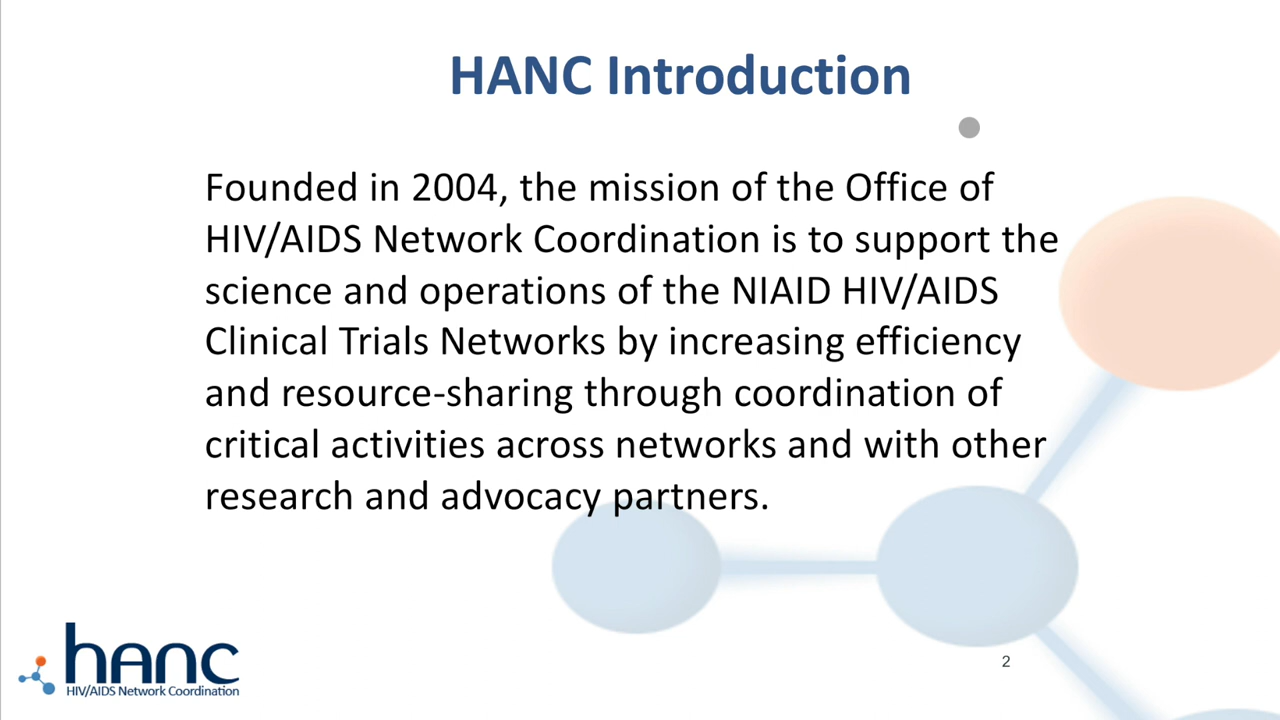 HANC Introduction
Founded in 2004, the mission of the Office of
HIV/AIDS Network Coordination is to support the
science and operations of the NIAID HIV/AIDS
Clinical Trials Networks by increasing efficiency
and resource-sharing through coordination of
critical activities across networks and with other
research and advocacy partners.
hanc
HIV/AIDS Network Coordination
2